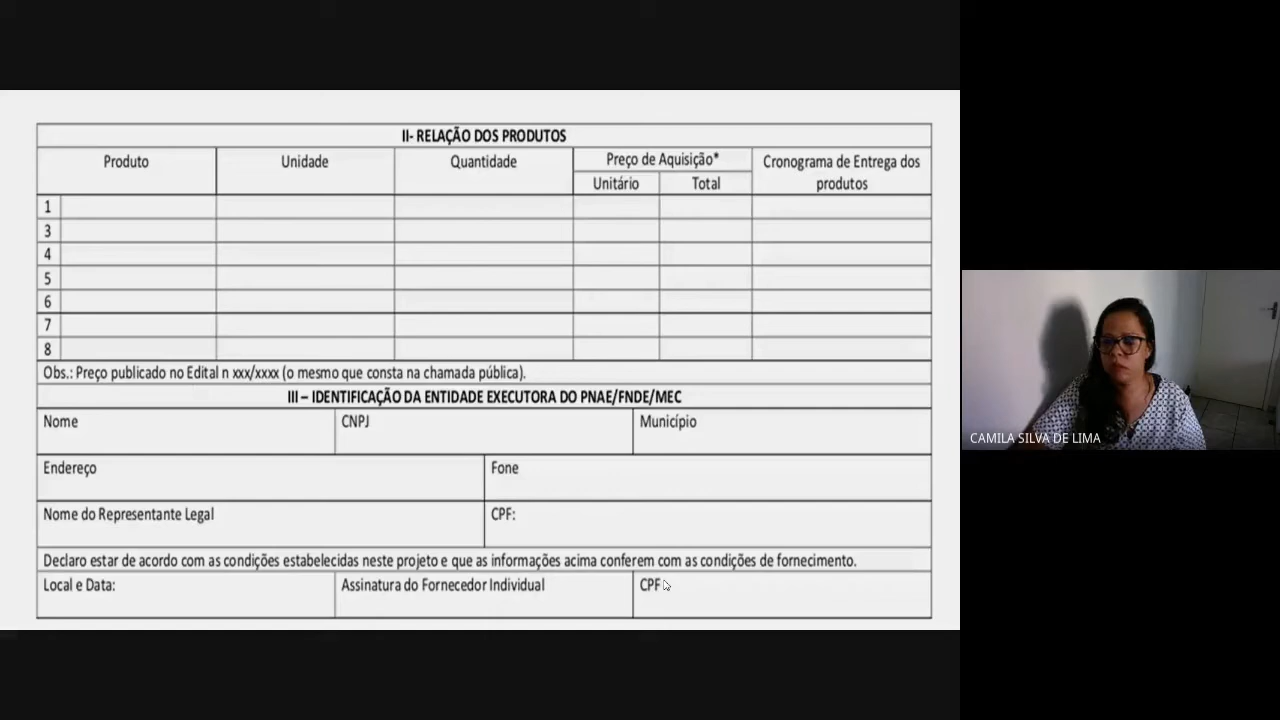 II- RELAÇÃO DOS PRODUTOS
Produto Unidade Quantidade Preço de Aquisição* Cronograma de Entrega dos produtos
Unitário Total
1
3
4
5
6
7
8
Obs.: Preço publicado no Edital n xxx/xxxx (o mesmo que consta na chamada pública).
III – IDENTIFICAÇÃO DA ENTIDADE EXECUTORA DO PNAE/FNDE/MEC
Nome CNPJ Município
Endereço Fone
Nome do Representante Legal CPF:
Declaro estar de acordo com as condições estabelecidas neste projeto e que as informações acima conferem com as condições de fornecimento.
Local e Data: Assinatura do Fornecedor Individual CPF
CAMILA SILVA DE LIMA